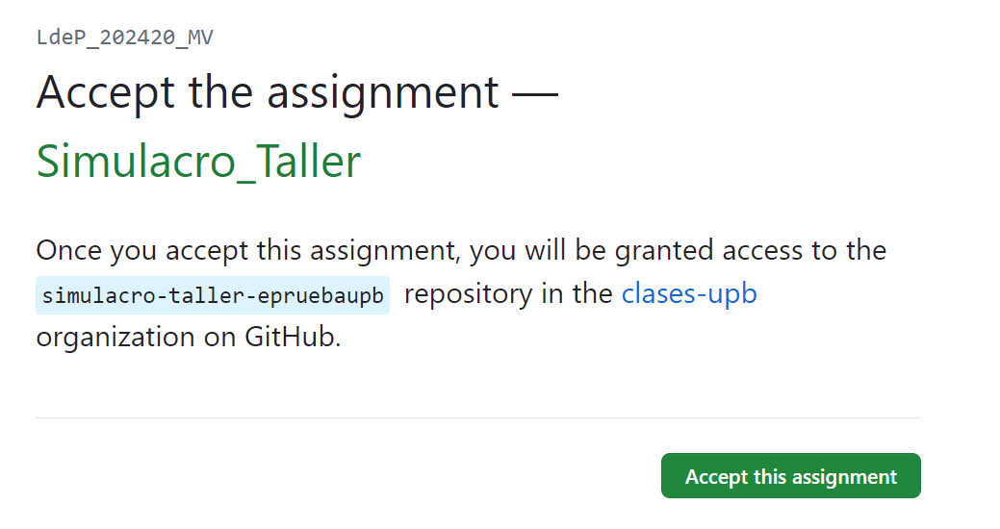 LdeP_202420_MV
Accept the assignment —
Simulacro_Taller
Once you accept this assignment, you will be granted access to the
simulacro-taller-epruebaupb repository in the clases-upb
organization on GitHub.
Accept this assignment